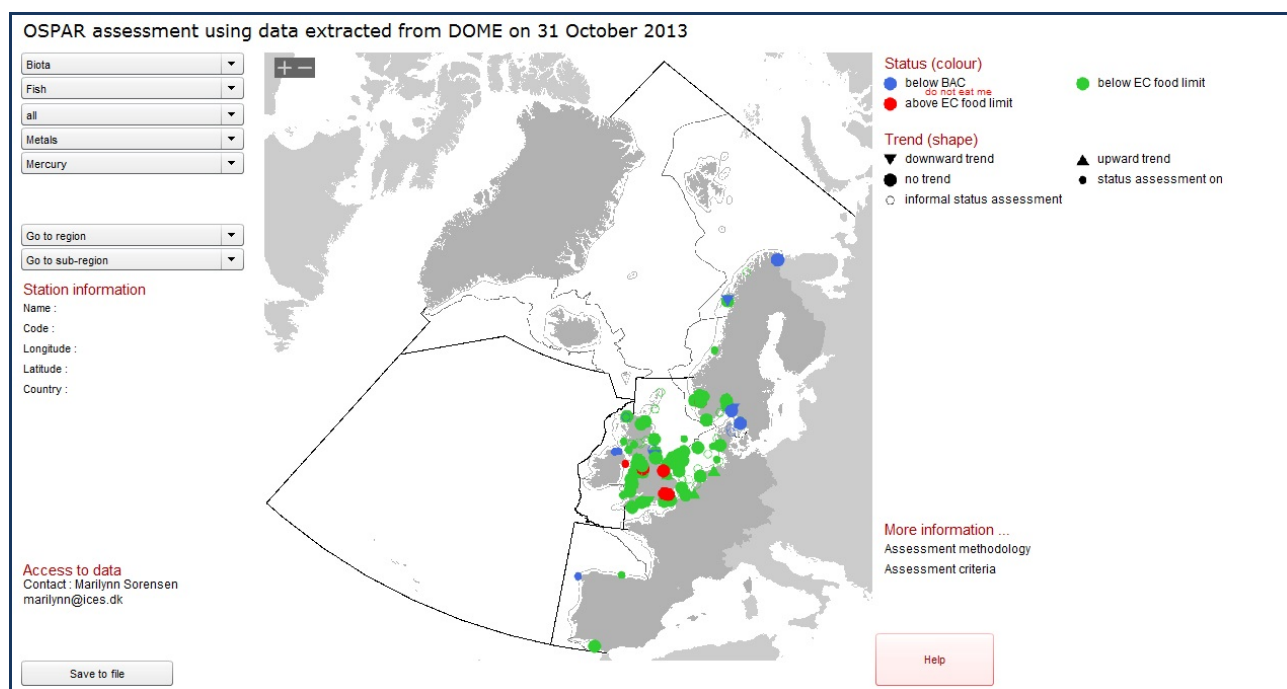 OSPAR assessment using data extracted from DOME on 31 October 2013
Biota
Fish
all
Metals
Mercury
Go to region
Go to sub-region
Station information
Name :
Code :
Longitude :
Latitude :
Country :
Access to data
Contact : Marilynn Sorensen
marilynn@ices.dk
Save to file
+ -
Status (colour)
below BAC
below EC food limit
do not eat me
above EC food limit
Trend (shape)
downward trend
upward trend
no trend
status assessment on
informal status assessment
More information ...
Assessment methodology
Assessment criteria
Help